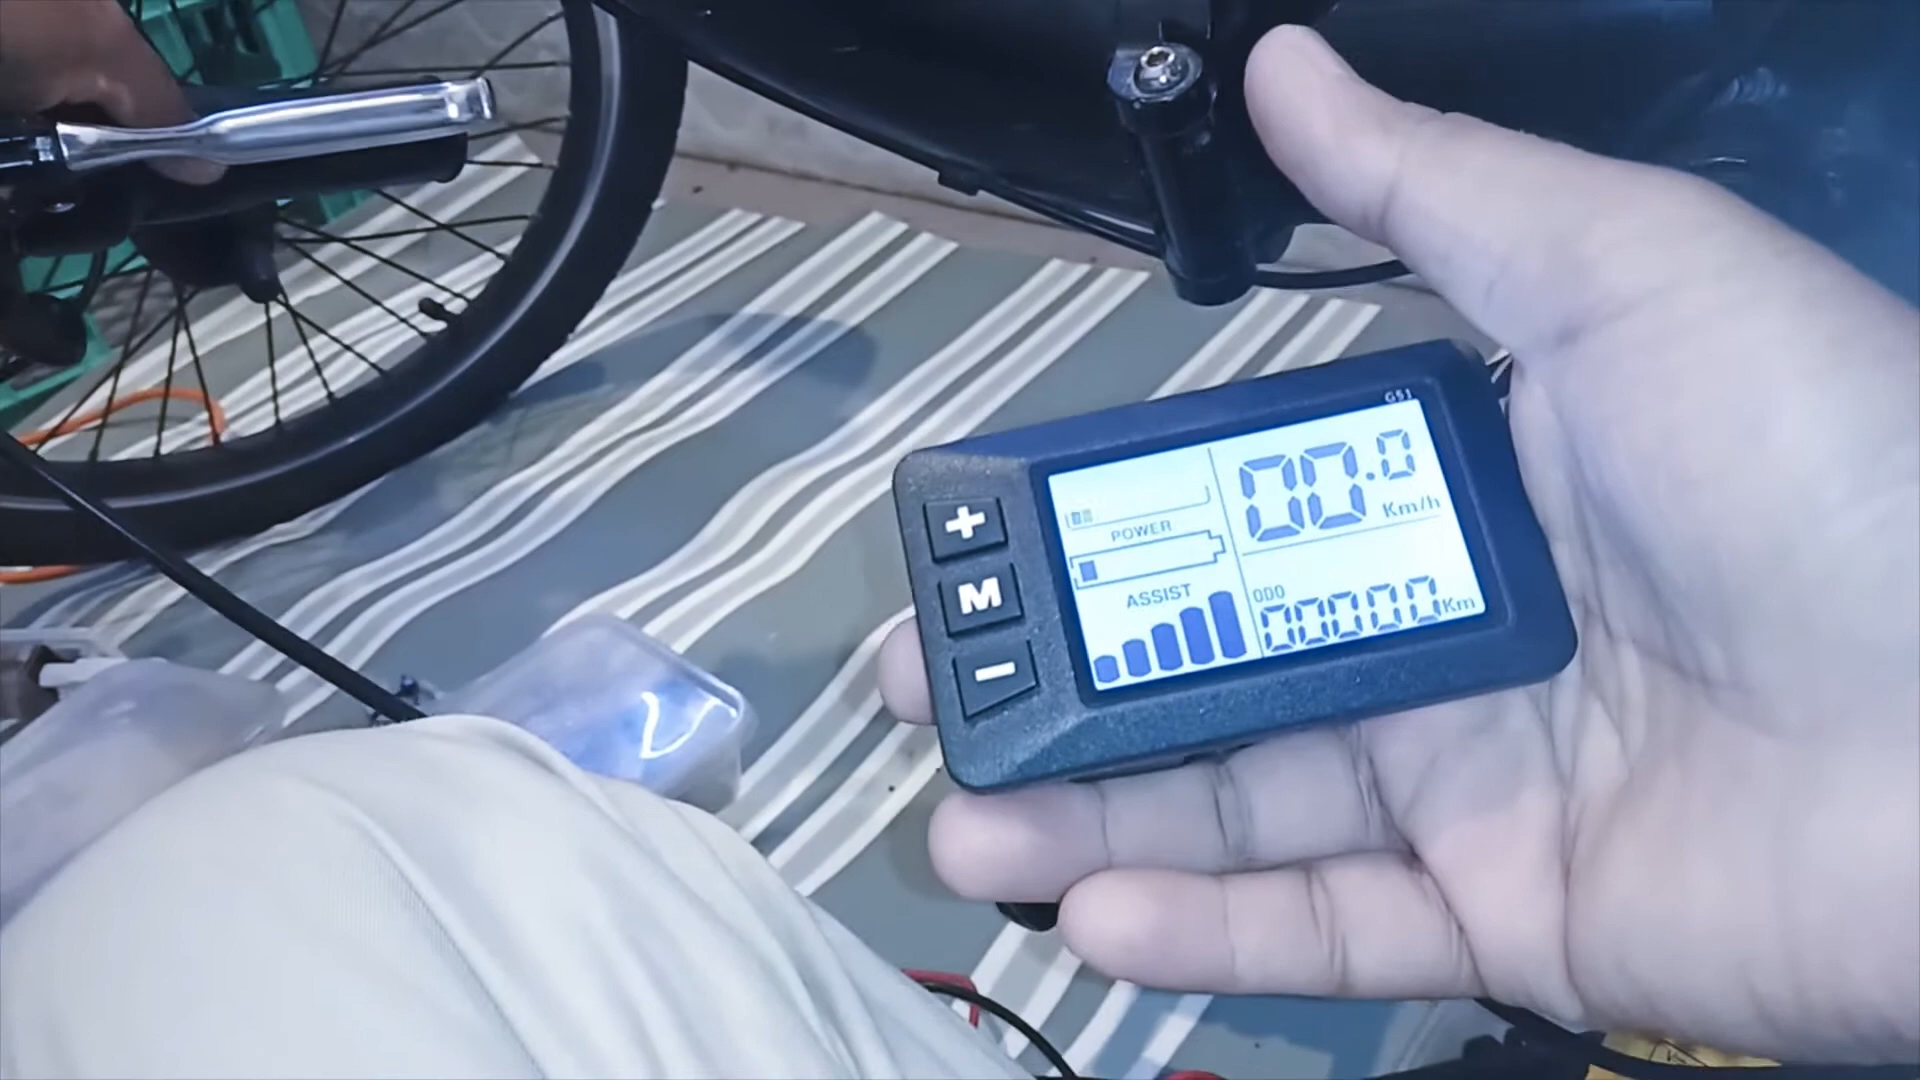 G51
+
M
−
POWER
ASSIST
00.0
Km/h
ODO
00000 Km